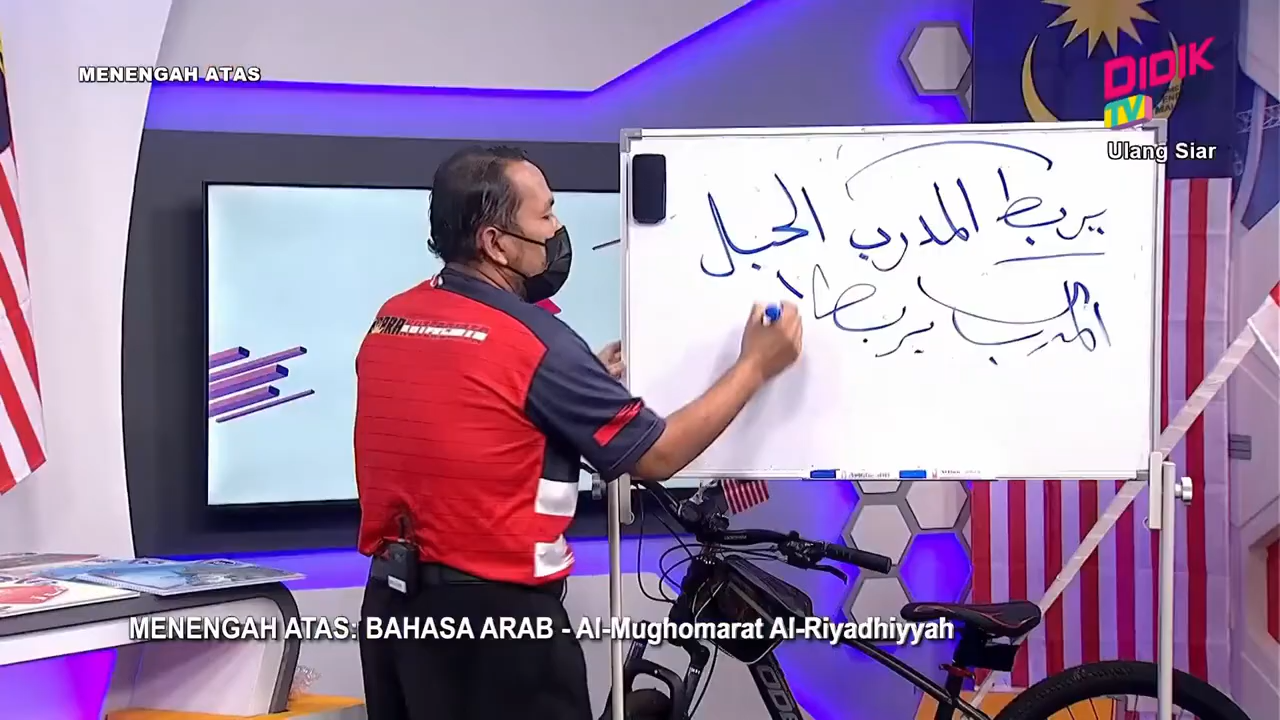 MENENGAH ATAS
DIDIK
TV
Ulang Siar
يربط المدرب الحبل
المدرب يربط
MENENGAH ATAS: BAHASA ARAB - Al-Mughomarat Al-Riyadhiyyah